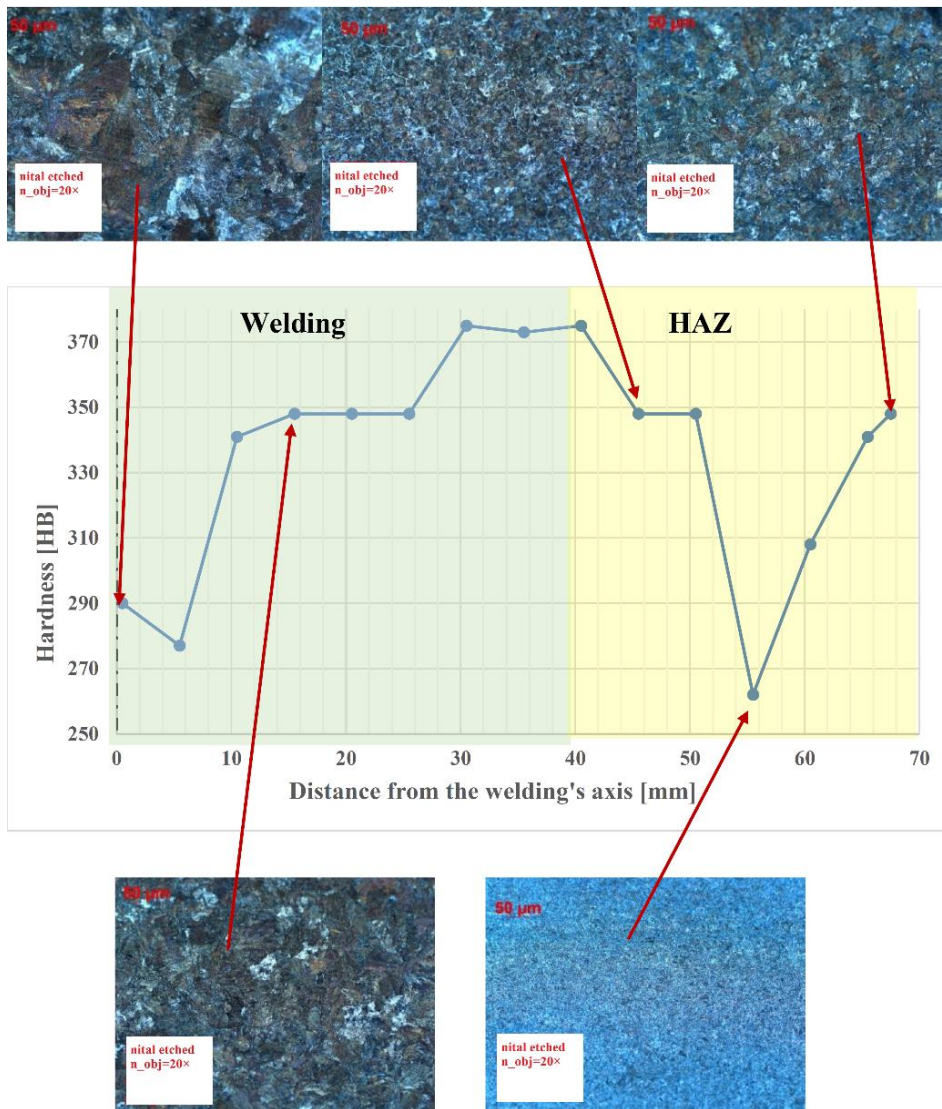 50 µm
50 µm
50 µm
nital etched
n_obj=20×
nital etched
n_obj=20×
nital etched
n_obj=20×
Welding
HAZ
370
350
330
310
290
270
250
Hardness [HB]
0 10 20 30 40 50 60 70
Distance from the welding's axis [mm]
50 µm
50 µm
nital etched
n_obj=20×
nital etched
n_obj=20×